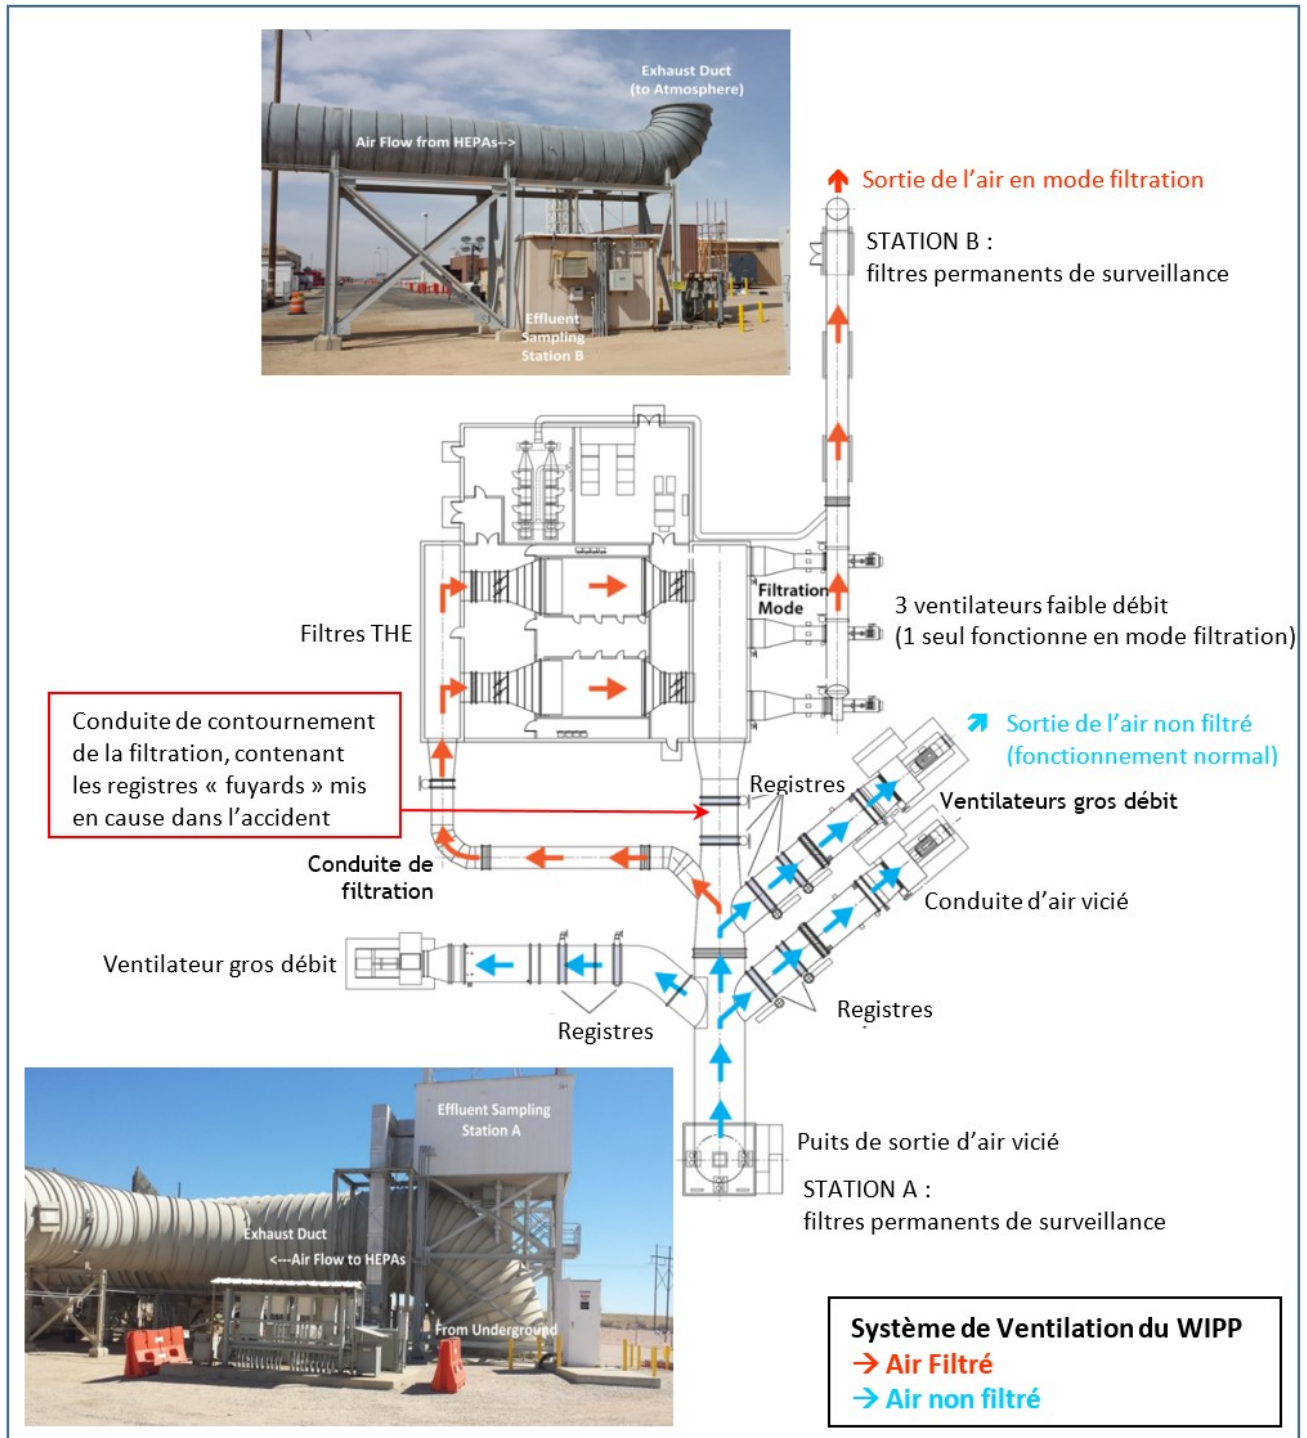 Exhaust Duct
(to Atmosphere)
Air Flow from HEPAs-->
Effluent
Sampling
Station B
Sortie de l'air en mode filtration
STATION B :
filtres permanents de surveillance
Filtration
Mode
3 ventilateurs faible débit
(1 seul fonctionne en mode filtration)
Filtres THE
Conduite de contournement
de la filtration, contenant
les registres « fuyards » mis
en cause dans l'accident
Sortie de l'air non filtré
(fonctionnement normal)
Registres
Ventilateurs gros débit
Conduite de
filtration
Conduite d'air vicié
Ventilateur gros débit
Registres
Registres
Puits de sortie d'air vicié
STATION A :
filtres permanents de surveillance
Effluent Sampling
Station A
Exhaust Duct
<---Air Flow to HEPAs
From Underground
Système de Ventilation du WIPP
→ Air Filtré
→ Air non filtré